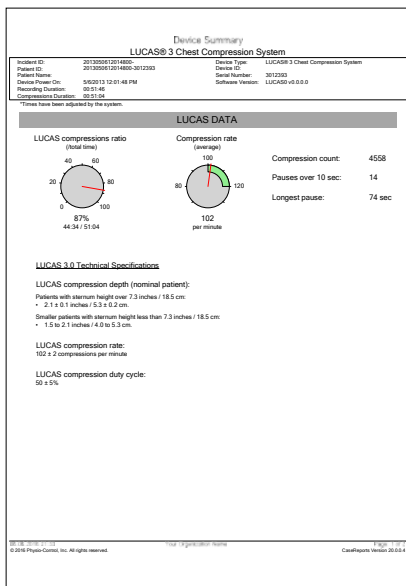 Device Summary
LUCAS® 3 Chest Compression System
Incident ID: 2013050612014800- Device Type: LUCAS® 3 Chest Compression System
Patient ID: 2013050612014800-3012393 Device ID:
Patient Name: Serial Number: 3012393
Device Power On: 5/6/2013 12:01:48 PM Software Version: LUCAS0 v0.0.0.0
Recording Duration: 00:51:46
Compressions Duration: 00:51:04
*Times have been adjusted by the system.
LUCAS DATA
LUCAS compressions ratio
(/total time)
0 20 40 60 80 100
87%
44:34 / 51:04
Compression rate
(average)
80 100 120
102
per minute
Compression count: 4558
Pauses over 10 sec: 14
Longest pause: 74 sec
LUCAS 3.0 Technical Specifications
LUCAS compression depth (nominal patient):
Patients with sternum height over 7.3 inches / 18.5 cm:
• 2.1 ± 0.1 inches / 5.3 ± 0.2 cm.
Smaller patients with sternum height less than 7.3 inches / 18.5 cm:
• 1.5 to 2.1 inches / 4.0 to 5.3 cm.
LUCAS compression rate:
102 ± 2 compressions per minute
LUCAS compression duty cycle:
50 ± 5%
Your Organization Name
Page 1 of 2
© 2016 Physio-Control, Inc. All rights reserved.
CaseReports Version 20.0.0.4